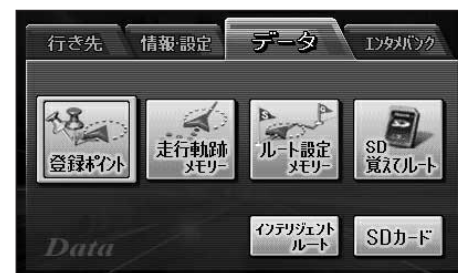 行き先 情報・設定 データ エンタメバンク
登録ポイント
走行軌跡
メモリー
ルート設定
メモリー
SD
覚えてルート
インテリジェント
ルート
SDカード
Data